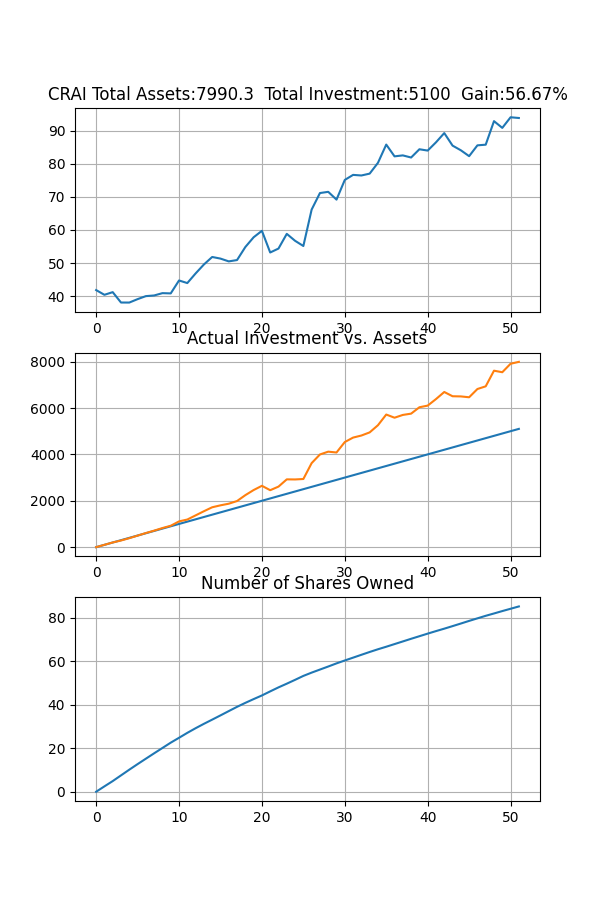 CRAI Total Assets:7990.3  Total Investment:5100  Gain:56.67%
90
80
70
60
50
40
0 10 20 30 40 50
Actual Investment vs. Assets
8000
6000
4000
2000
0
0 10 20 30 40 50
Number of Shares Owned
80
60
40
20
0
0 10 20 30 40 50